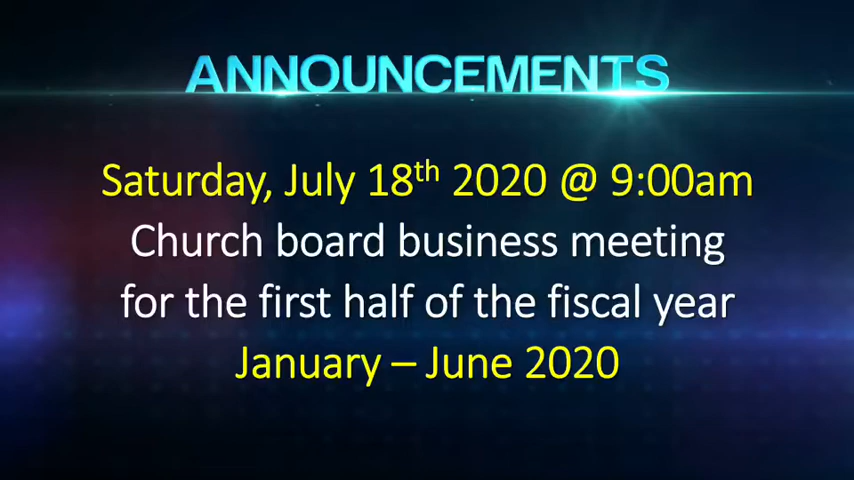 ANNOUNCEMENTS
Saturday, July 18th 2020 @ 9:00am
Church board business meeting
for the first half of the fiscal year
January – June 2020